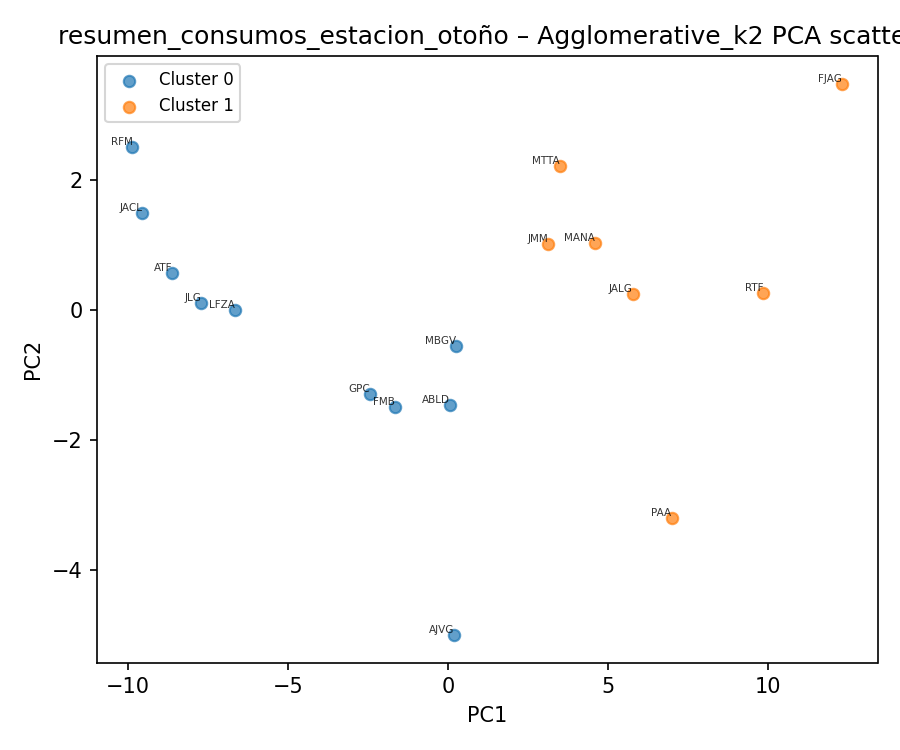 resumen_consumos_estacion_otoño – Agglomerative_k2 PCA scatte
Cluster 0
Cluster 1
FJAG
RFM
MTTA
JACL
JMM
MANA
ATF
JLG
LFZA
JALG
RTF
MBGV
GPC
FMB
ABLD
PAA
AJVG
2
0
−2
−4
PC2
−10
−5
0
5
10
PC1